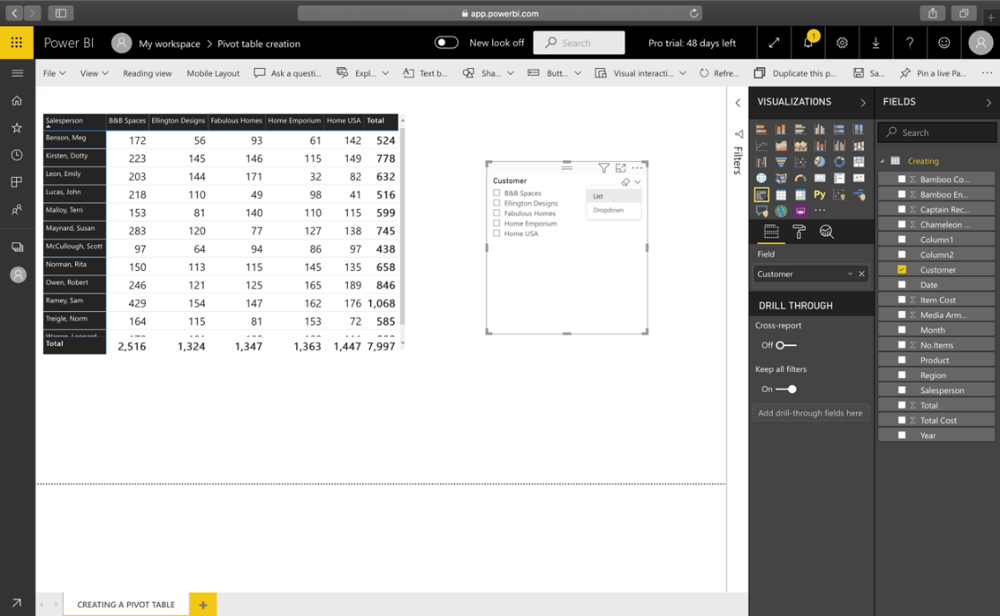 app.powerbi.com
Power BI My workspace > Pivot table creation New look off Search Pro trial: 48 days left 1 ?
File View Reading view Mobile Layout Ask a questi... Expl... Text b... Sha... Butt... Visual interacti... Refre... Duplicate this p... Sa... Pin a live Pa... ...
Salesperson B&B Spaces Ellington Designs Fabulous Homes Home Emporium Home USA Total
Benson, Meg 172 56 93 61 142 524
Kirsten, Dotty 223 145 146 115 149 778
Leon, Emily 203 144 171 32 82 632
Lucas, John 218 110 49 98 41 516
Malloy, Terri 153 81 140 110 115 599
Maynard, Susan 283 120 77 127 138 745
McCullough, Scott 97 64 94 86 97 438
Norman, Rita 150 113 115 145 135 658
Owen, Robert 246 121 125 165 189 846
Ramey, Sam 429 154 147 162 176 1,068
Treigle, Norm 164 115 81 153 72 585
Total 2,516 1,324 1,347 1,363 1,447 7,997
Customer
B&B Spaces
Ellington Designs
Fabulous Homes
Home Emporium
Home USA
List
Dropdown
Filters
VISUALIZATIONS
Py
...
Field
Customer
DRILL THROUGH
Cross-report
Off
Keep all filters
On
Add drill-through fields here
FIELDS
Search
Creating
Σ Bamboo Co...
Σ Bamboo En...
Σ Captain Rec...
Σ Chameleon ...
Column1
Column2
Customer
Date
Σ Item Cost
Σ Media Arm...
Month
Σ No.Items
Product
Region
Salesperson
Σ Total
Σ Total Cost
Year
CREATING A PIVOT TABLE +